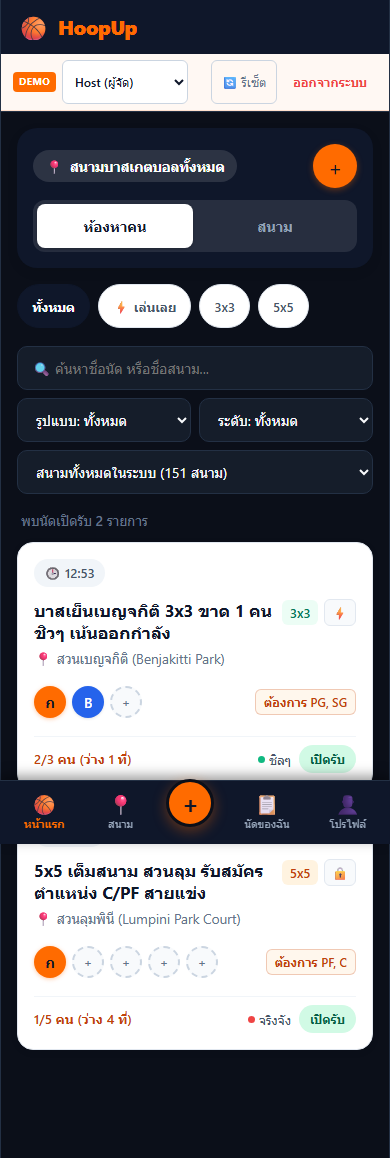 HoopUp
DEMO
Host (ผู้จัด)
รีเซ็ต
ออกจากระบบ
สนามบาสเกตบอลทั้งหมด
+
ห้องหาคน
สนาม
ทั้งหมด
เล่นเลย
3x3
5x5
ค้นหาชื่อนัด หรือชื่อสนาม...
รูปแบบ: ทั้งหมด
ระดับ: ทั้งหมด
สนามทั้งหมดในระบบ (151 สนาม)
พบนัดเปิดรับ 2 รายการ
12:53
บาสเย็นเบญจกิติ 3x3 ขาด 1 คน
ชิวๆ เน้นออกกำลัง
3x3
สวนเบญจกิติ (Benjakitti Park)
ก
B
+
ต้องการ PG, SG
2/3 คน (ว่าง 1 ที่)
ชิลๆ
เปิดรับ
หน้าแรก
สนาม
+
นัดของฉัน
โปรไฟล์
5x5 เต็มสนาม สวนลุม รับสมัคร
ตำแหน่ง C/PF สายแข่ง
5x5
สวนลุมพินี (Lumpini Park Court)
ก
+
+
+
+
ต้องการ PF, C
1/5 คน (ว่าง 4 ที่)
จริงจัง
เปิดรับ